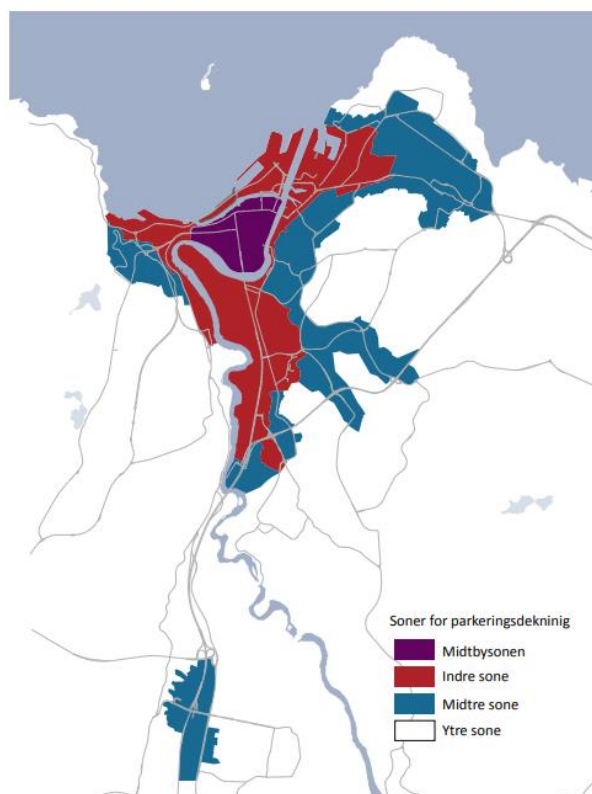 Soner for parkeringsdekninig
Midtbysonen
Indre sone
Midtre sone
Ytre sone